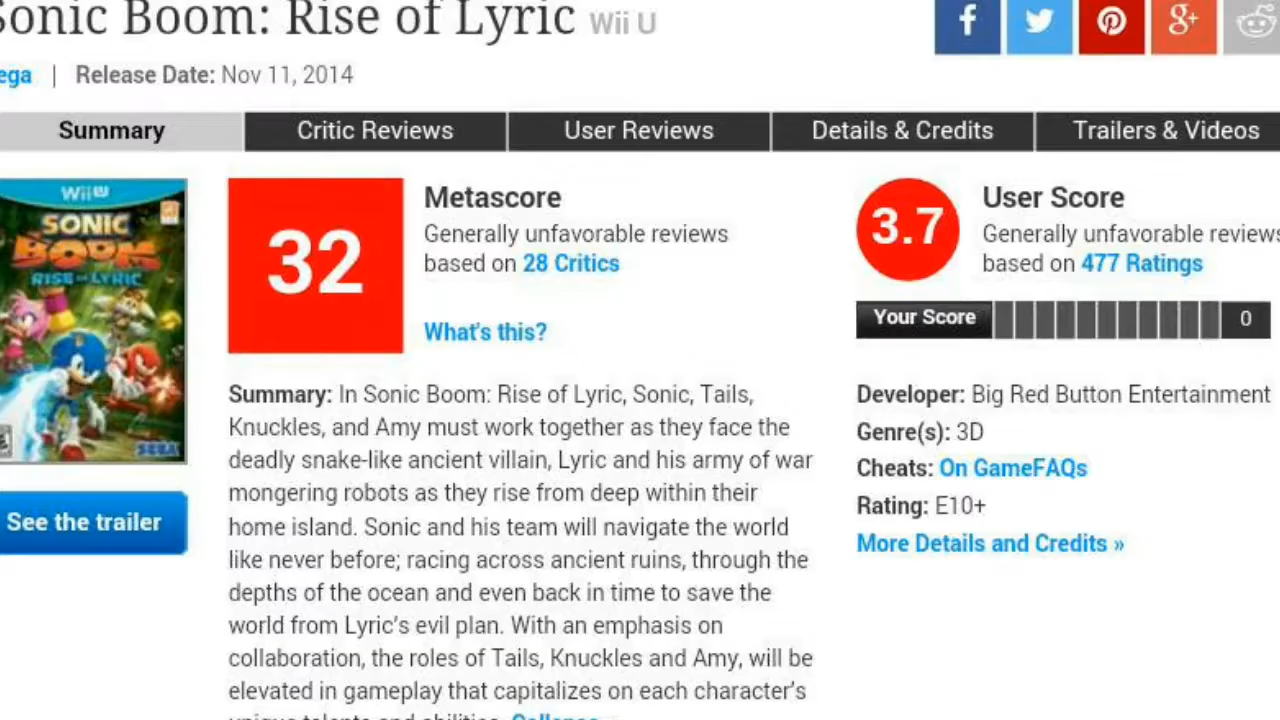 Sonic Boom: Rise of Lyric Wii U
ega | Release Date: Nov 11, 2014
Summary Critic Reviews User Reviews Details & Credits Trailers & Videos
Wii U
SONIC
BOOM
RISE OF LYRIC
SEGA
See the trailer
32
Metascore
Generally unfavorable reviews
based on 28 Critics
What's this?
3.7
User Score
Generally unfavorable reviews
based on 477 Ratings
Your Score 0
Summary: In Sonic Boom: Rise of Lyric, Sonic, Tails,
Knuckles, and Amy must work together as they face the
deadly snake-like ancient villain, Lyric and his army of war
mongering robots as they rise from deep within their
home island. Sonic and his team will navigate the world
like never before; racing across ancient ruins, through the
depths of the ocean and even back in time to save the
world from Lyric's evil plan. With an emphasis on
collaboration, the roles of Tails, Knuckles and Amy, will be
elevated in gameplay that capitalizes on each character's
unique talents and abilities. Collapse
Developer: Big Red Button Entertainment
Genre(s): 3D
Cheats: On GameFAQs
Rating: E10+
More Details and Credits »